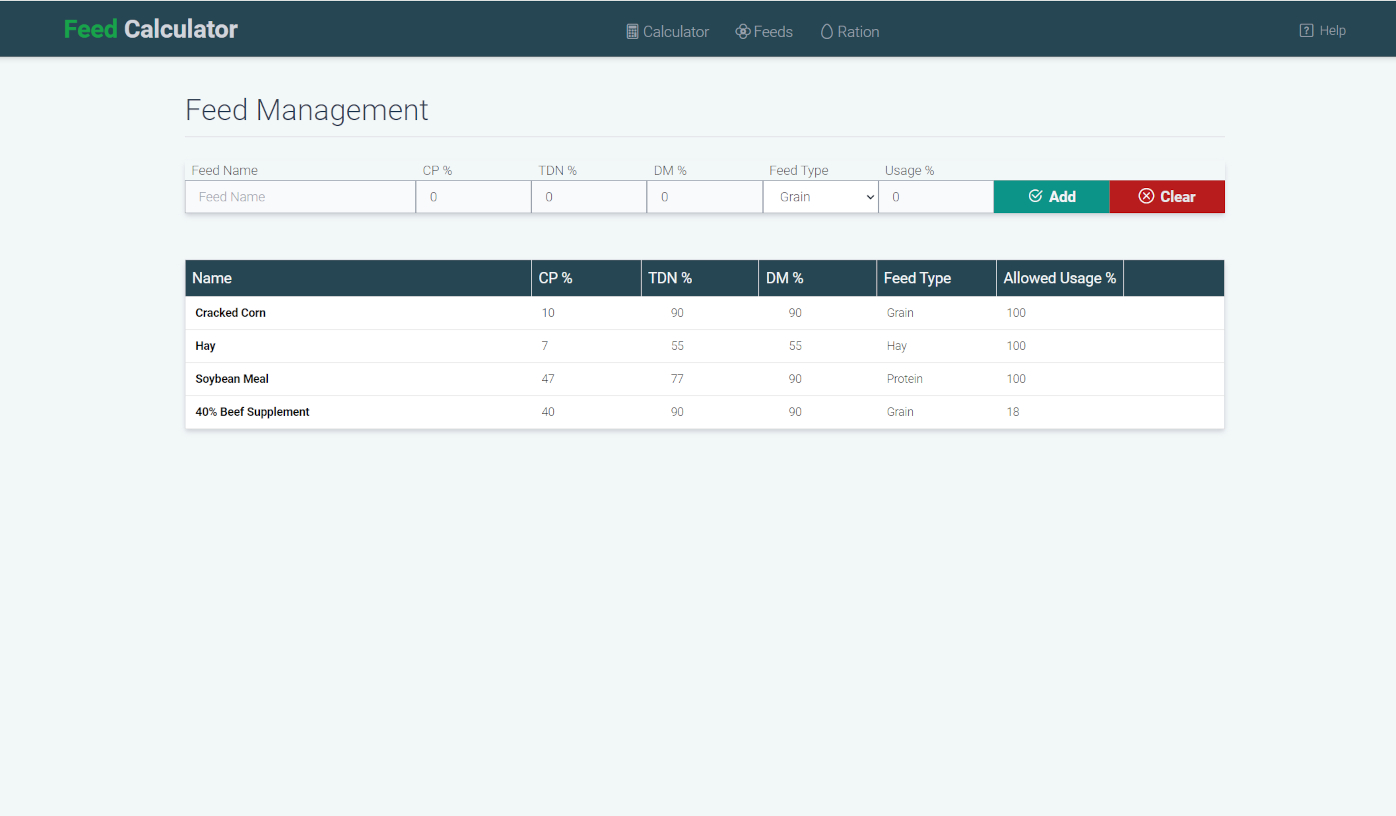 Feed Calculator Calculator Feeds Ration Help
Feed Management
Feed Name CP % TDN % DM % Feed Type Usage %
Feed Name 0 0 0 Grain 0 Add Clear
Name CP % TDN % DM % Feed Type Allowed Usage %
Cracked Corn 10 90 90 Grain 100
Hay 7 55 55 Hay 100
Soybean Meal 47 77 90 Protein 100
40% Beef Supplement 40 90 90 Grain 18